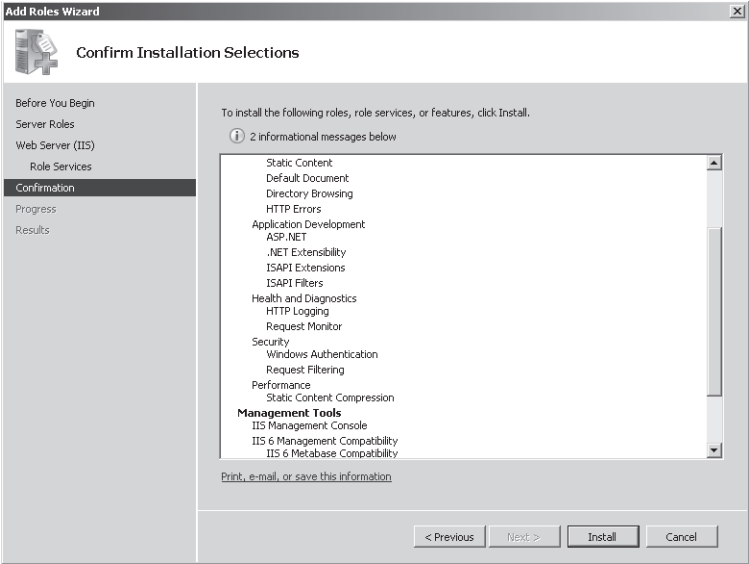 Add Roles Wizard
Confirm Installation Selections
Before You Begin
Server Roles
Web Server (IIS)
Role Services
Confirmation
Progress
Results
To install the following roles, role services, or features, click Install.
2 informational messages below
Static Content
Default Document
Directory Browsing
HTTP Errors
Application Development
ASP.NET
.NET Extensibility
ISAPI Extensions
ISAPI Filters
Health and Diagnostics
HTTP Logging
Request Monitor
Security
Windows Authentication
Request Filtering
Performance
Static Content Compression
Management Tools
IIS Management Console
IIS 6 Management Compatibility
IIS 6 Metabase Compatibility
Print, e-mail, or save this information
< Previous Next > Install Cancel